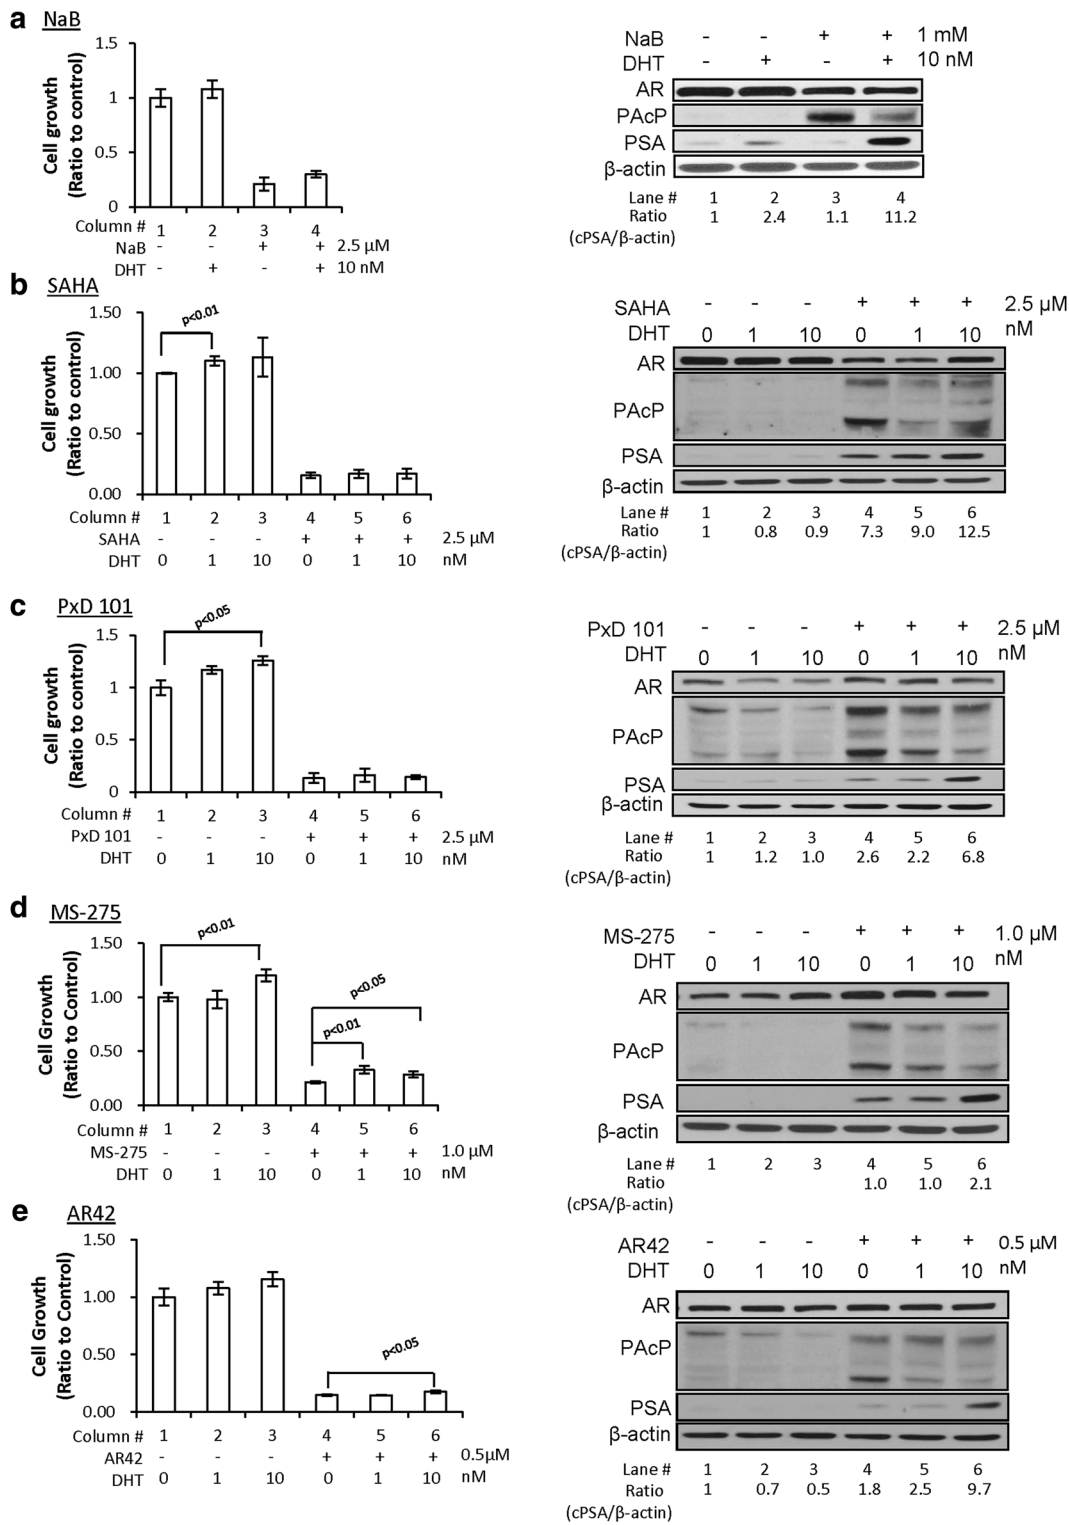 a NaB
Cell growth
(Ratio to control)
1.5
1
0.5
0
Column # 1 2 3 4
NaB - - + + 2.5 µM
DHT - + - + 10 nM
NaB - - + + 1 mM
DHT - + - + 10 nM
AR
PAcP
PSA
β-actin
Lane # 1 2 3 4
Ratio 1 2.4 1.1 11.2
(cPSA/β-actin)
b SAHA
Cell growth
(Ratio to control)
1.50
1.00
0.50
0.00
p<0.01
Column # 1 2 3 4 5 6
SAHA - - - + + + 2.5 µM
DHT 0 1 10 0 1 10 nM
SAHA - - - + + + 2.5 µM
DHT 0 1 10 0 1 10 nM
AR
PAcP
PSA
β-actin
Lane # 1 2 3 4 5 6
Ratio 1 0.8 0.9 7.3 9.0 12.5
(cPSA/β-actin)
c PxD 101
Cell growth
(Ratio to control)
1.5
1
0.5
0
p<0.05
Column # 1 2 3 4 5 6
PxD 101 - - - + + + 2.5 µM
DHT 0 1 10 0 1 10 nM
PxD 101 - - - + + + 2.5 µM
DHT 0 1 10 0 1 10 nM
AR
PAcP
PSA
β-actin
Lane # 1 2 3 4 5 6
Ratio 1 1.2 1.0 2.6 2.2 6.8
(cPSA/β-actin)
d MS-275
Cell Growth
(Ratio to Control)
1.50
1.00
0.50
0.00
p<0.01
p<0.05
p<0.01
Column # 1 2 3 4 5 6
MS-275 - - - + + + 1.0 µM
DHT 0 1 10 0 1 10 nM
MS-275 - - - + + + 1.0 µM
DHT 0 1 10 0 1 10 nM
AR
PAcP
PSA
β-actin
Lane # 1 2 3 4 5 6
Ratio 1.0 1.0 2.1
(cPSA/β-actin)
e AR42
Cell Growth
(Ratio to Control)
1.50
1.00
0.50
0.00
p<0.05
Column # 1 2 3 4 5 6
AR42 - - - + + + 0.5µM
DHT 0 1 10 0 1 10 nM
AR42 - - - + + + 0.5 µM
DHT 0 1 10 0 1 10 nM
AR
PAcP
PSA
β-actin
Lane # 1 2 3 4 5 6
Ratio 1 0.7 0.5 1.8 2.5 9.7
(cPSA/β-actin)